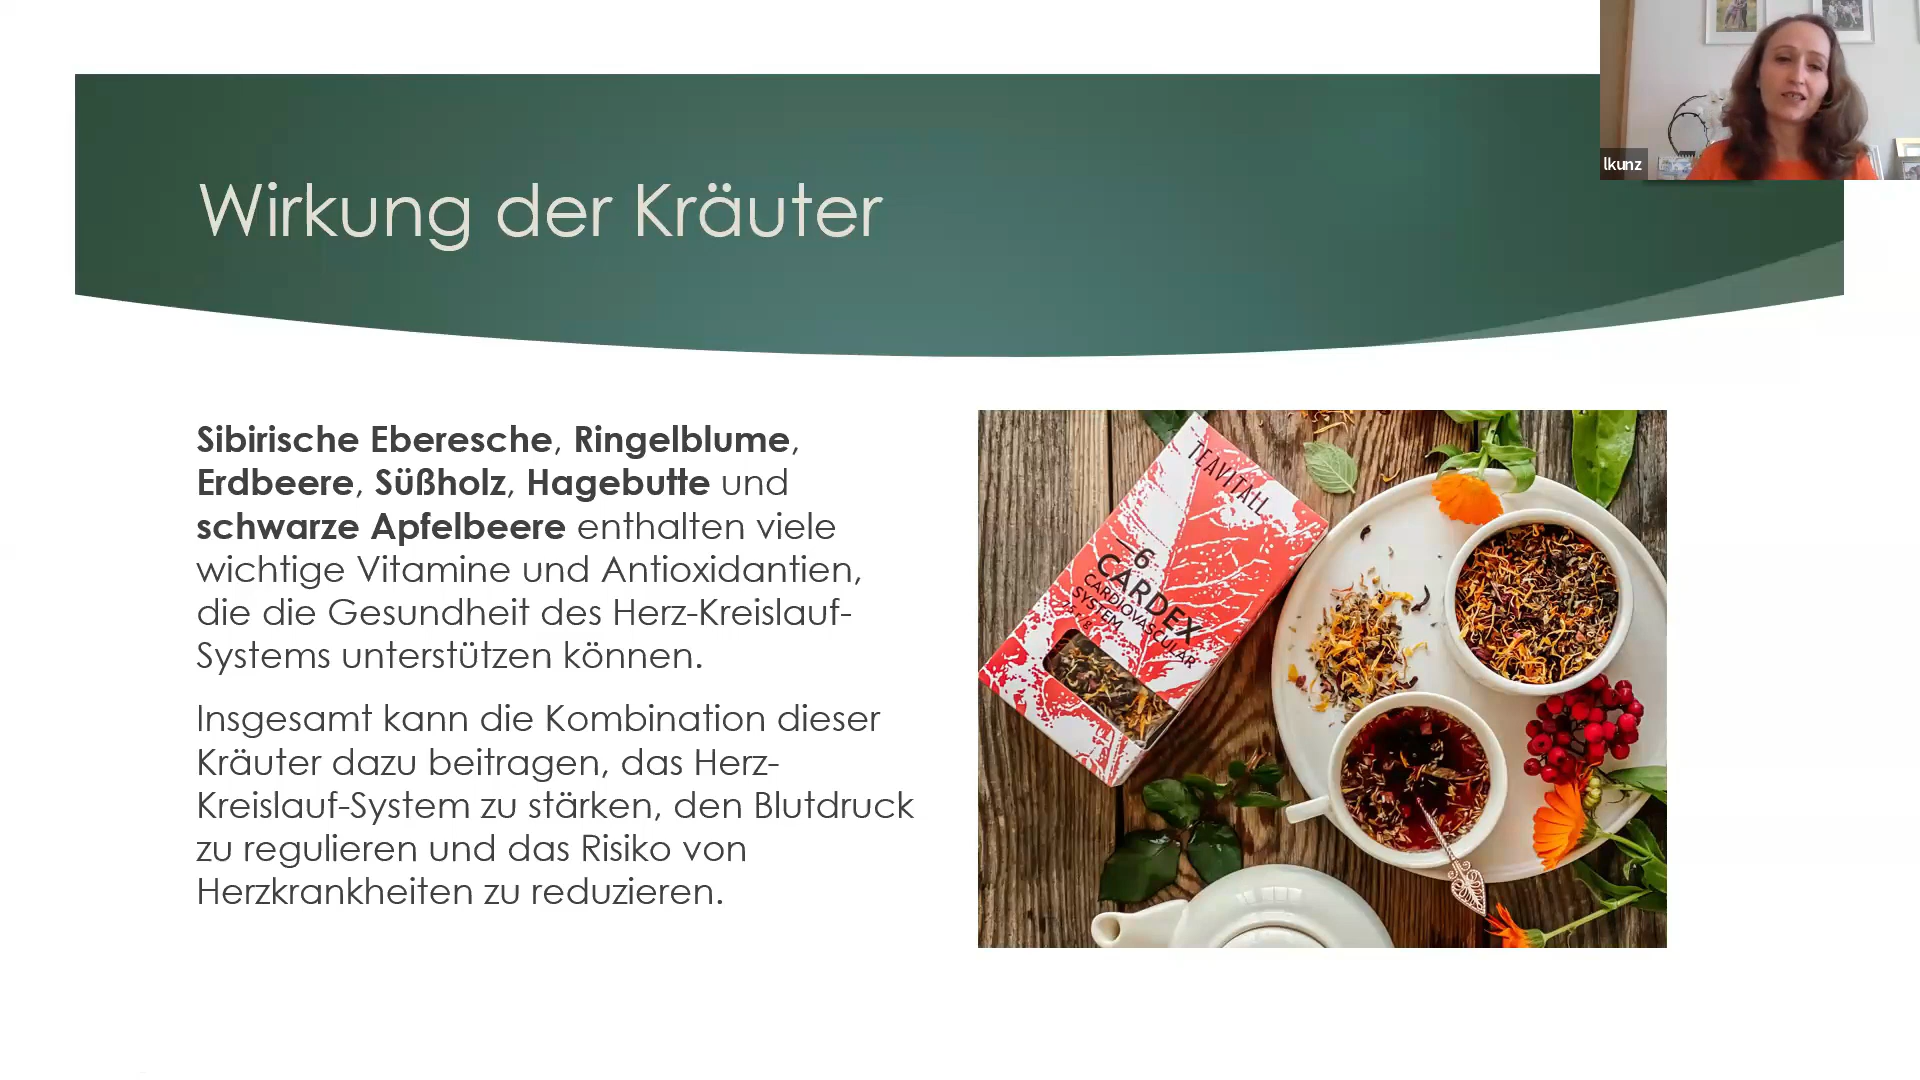 lkunz
Wirkung der Kräuter
Sibirische Eberesche, Ringelblume,
Erdbeere, Süßholz, Hagebutte und
schwarze Apfelbeere enthalten viele
wichtige Vitamine und Antioxidantien,
die die Gesundheit des Herz-Kreislauf-
Systems unterstützen können.
Insgesamt kann die Kombination dieser
Kräuter dazu beitragen, das Herz-
Kreislauf-System zu stärken, den Blutdruck
zu regulieren und das Risiko von
Herzkrankheiten zu reduzieren.
TEAVITALL
6
CARDEX
CARDIOVASCULAR
SYSTEM